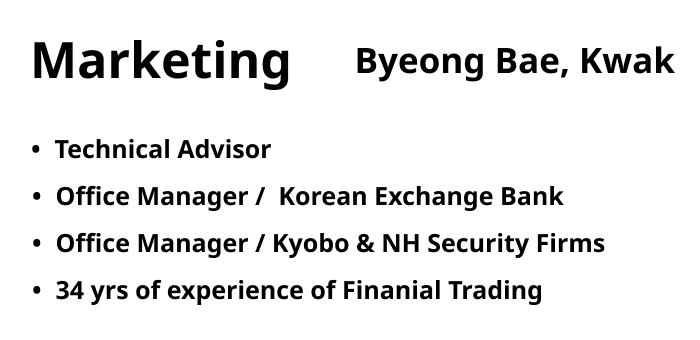 Marketing Byeong Bae, Kwak
• Technical Advisor
• Office Manager /  Korean Exchange Bank
• Office Manager / Kyobo & NH Security Firms
• 34 yrs of experience of Finanial Trading